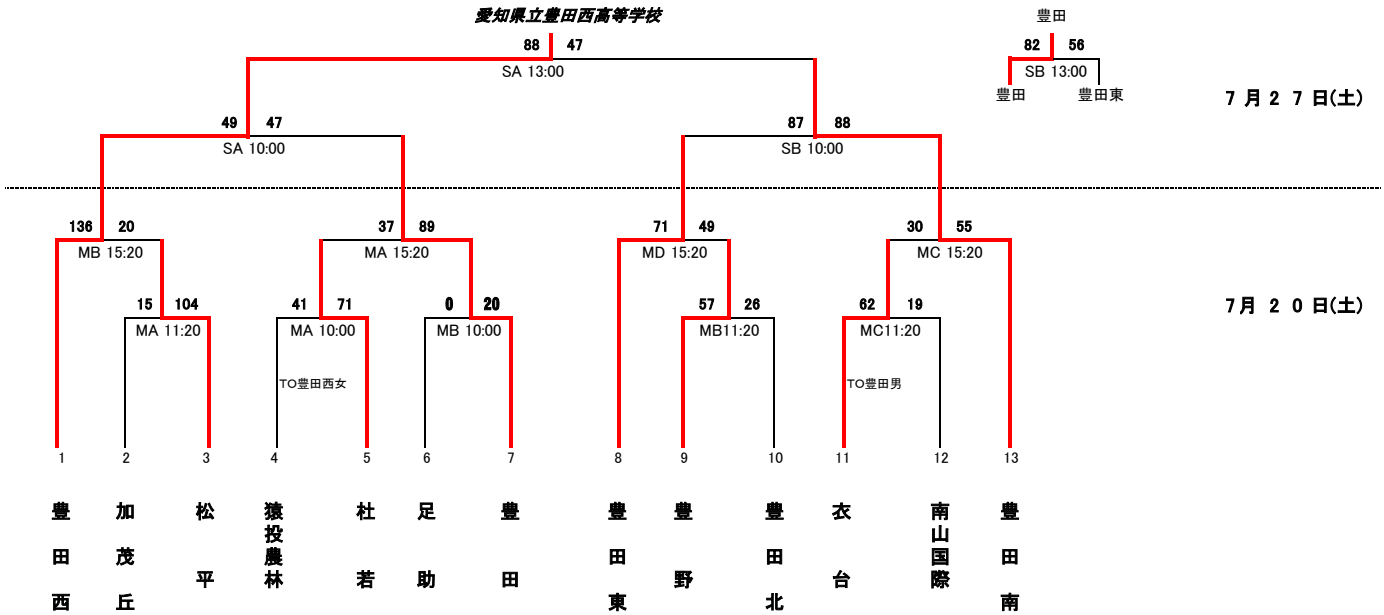 愛知県立豊田西高等学校
豊田
88 47
82 56
SA 13:00
SB 13:00
豊田 豊田東
7 月 2 7 日(土)
49 47
87 88
SA 10:00
SB 10:00
136 20
37 89
71 49
30 55
MB 15:20
MA 15:20
MD 15:20
MC 15:20
15 104
41 71
0 20
57 26
62 19
7月 2 0 日(土)
MA 11:20
MA 10:00
MB 10:00
MB11:20
MC11:20
TO豊田西女
TO豊田男
1 2 3 4 5 6 7 8 9 10 11 12 13
豊田西
加茂丘
松平
猿投農林
杜若
足助
豊田
豊田東
豊野
豊田北
衣台
南山国際
豊田南